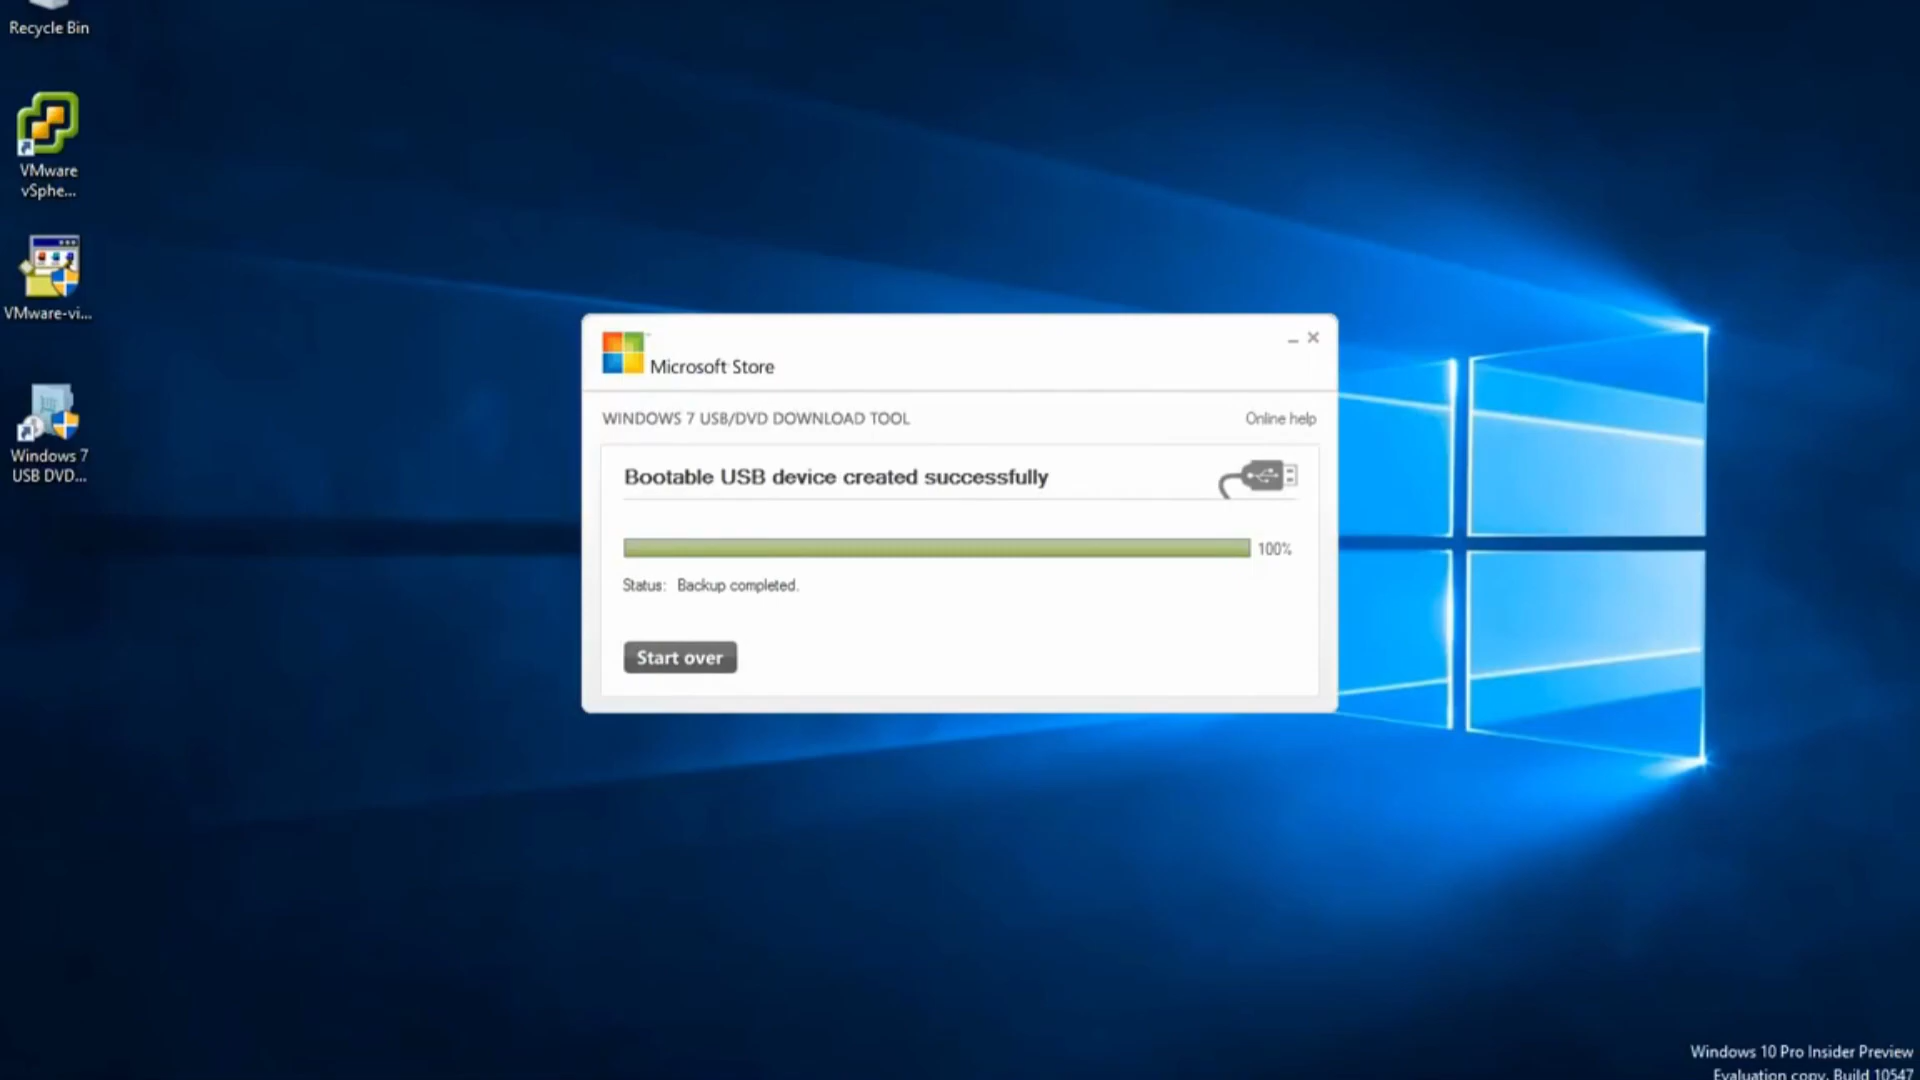 Recycle Bin
VMware
vSphe...
VMware-vi...
Windows 7
USB DVD...
Microsoft Store
WINDOWS 7 USB/DVD DOWNLOAD TOOL
Online help
Bootable USB device created successfully
100%
Status: Backup completed.
Start over
Windows 10 Pro Insider Preview
Evaluation copy. Build 10547